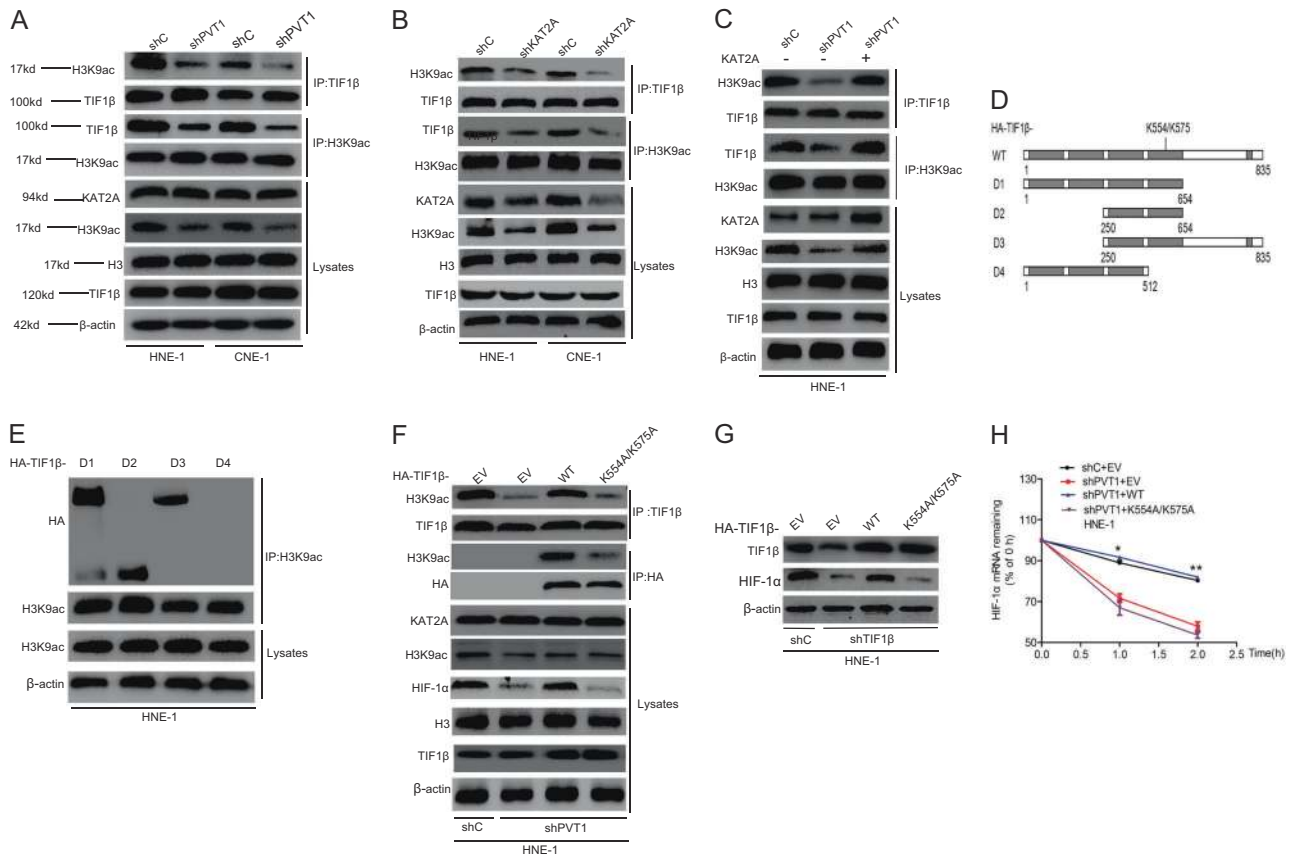 A
shC
shPVT1
shC
shPVT1
17kd
H3K9ac
IP:TIF1β
100kd
TIF1β
100kd
TIF1β
IP:H3K9ac
17kd
H3K9ac
94kd
KAT2A
17kd
H3K9ac
17kd
H3
Lysates
120kd
TIF1β
42kd
β-actin
HNE-1
CNE-1
B
shC
shKAT2A
shC
shKAT2A
H3K9ac
IP:TIF1β
TIF1β
TIF1β
IP:H3K9ac
H3K9ac
KAT2A
H3K9ac
H3
Lysates
TIF1β
β-actin
HNE-1
CNE-1
C
shC
shPVT1
shPVT1
KAT2A - - +
H3K9ac
IP:TIF1β
TIF1β
TIF1β
IP:H3K9ac
H3K9ac
KAT2A
H3K9ac
H3
Lysates
TIF1β
β-actin
HNE-1
D
HA-TIF1β-
K554/K575
WT
1
835
D1
1
654
D2
250
654
D3
250
835
D4
1
512
E
HA-TIF1β- D1 D2 D3 D4
HA
IP:H3K9ac
H3K9ac
H3K9ac
Lysates
β-actin
HNE-1
F
HA-TIF1β- EV EV WT K554A/K575A
H3K9ac
IP :TIF1β
TIF1β
H3K9ac
IP:HA
HA
KAT2A
H3K9ac
HIF-1α
Lysates
H3
TIF1β
β-actin
shC
shPVT1
HNE-1
G
HA-TIF1β- EV EV WT K554A/K575A
TIF1β
HIF-1α
β-actin
shC
shTIF1β
HNE-1
H
shC+EV
shPVT1+EV
shPVT1+WT
shPVT1+K554A/K575A
HNE-1
HIF-1α mRNA remaining
(% of 0 h)
130
110
90
70
50
*
**
0.0 0.5 1.0 1.5 2.0 2.5
Time(h)